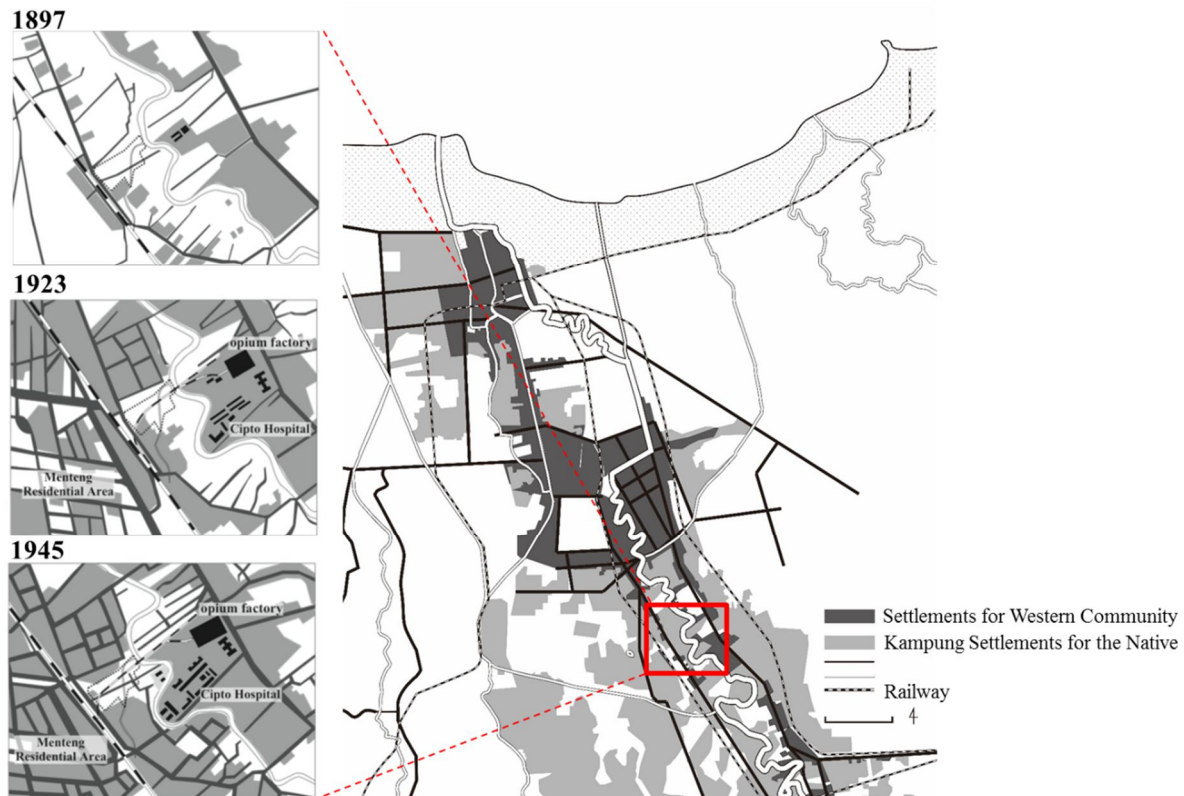 1897
1923
opium factory
Cipto Hospital
Menteng
Residential Area
1945
opium factory
Cipto Hospital
Menteng
Residential Area
Settlements for Western Community
Kampung Settlements for the Native
Railway